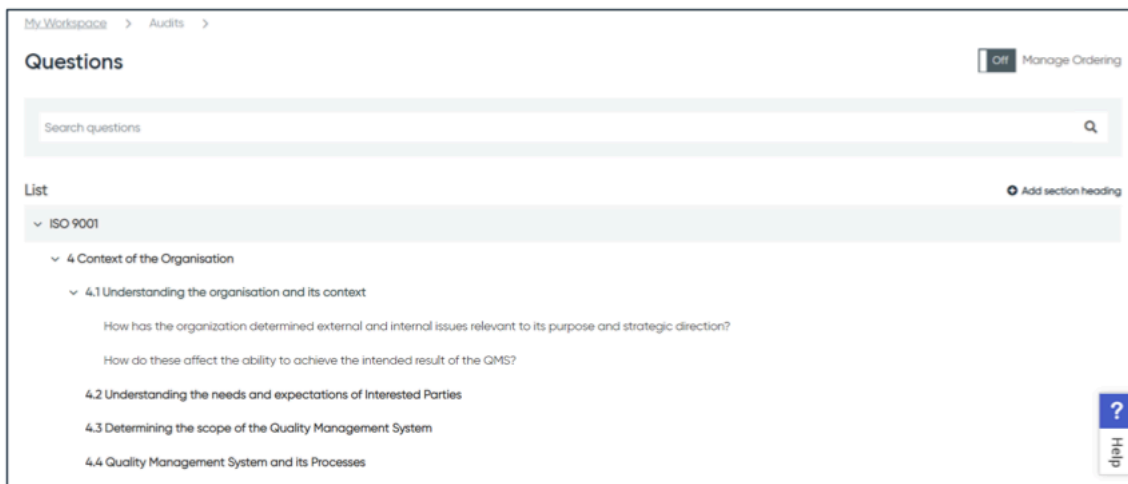 My Workspace > Audits >
Questions
Off Manage Ordering
Search questions
List
Add section heading
ISO 9001
4 Context of the Organisation
4.1 Understanding the organisation and its context
How has the organization determined external and internal issues relevant to its purpose and strategic direction?
How do these affect the ability to achieve the intended result of the QMS?
4.2 Understanding the needs and expectations of Interested Parties
4.3 Determining the scope of the Quality Management System
4.4 Quality Management System and its Processes
?
Help